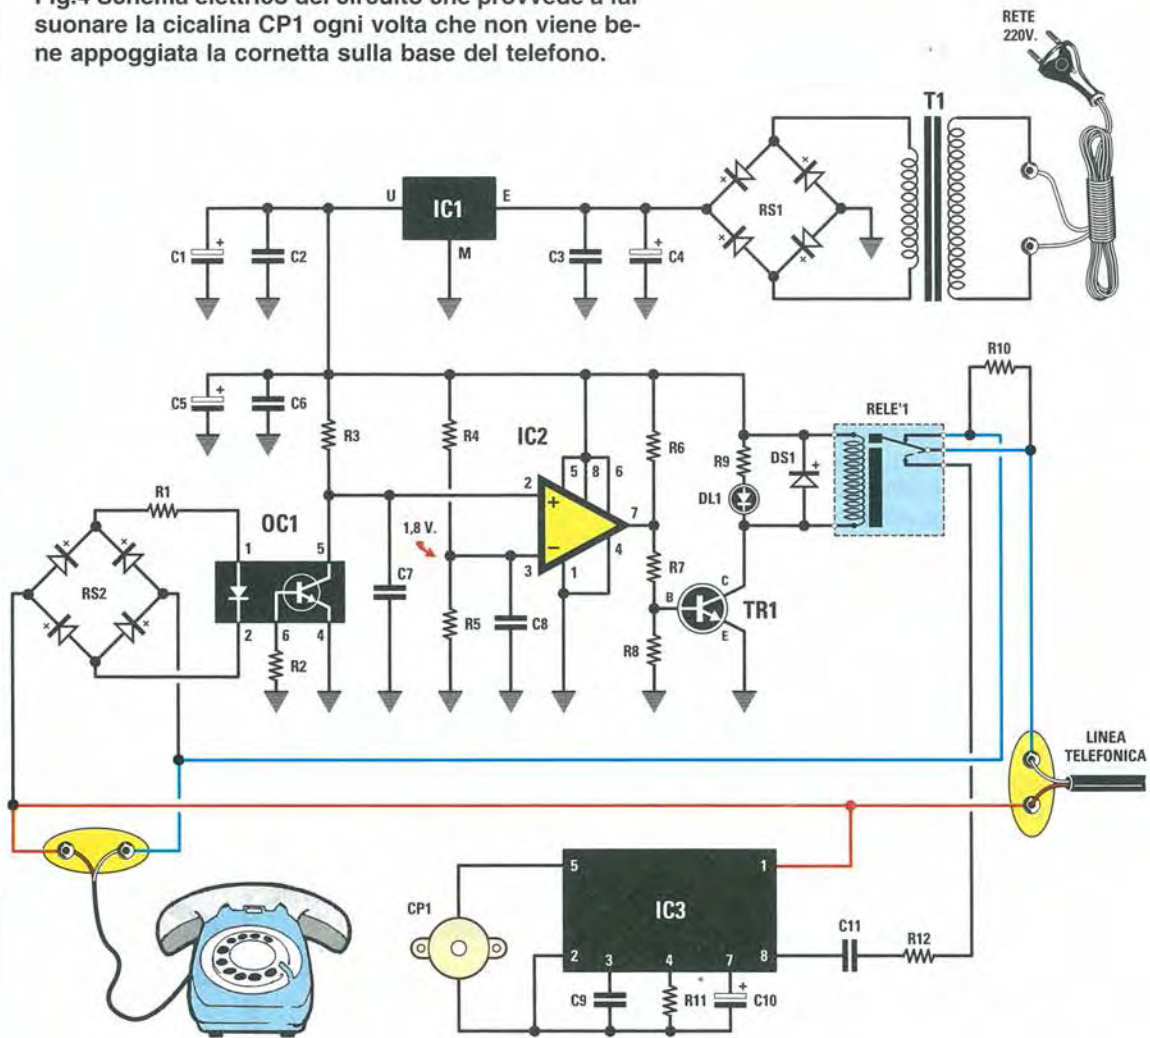 suonare la cicalina CP1 ogni volta che non viene be-
ne appoggiata la cornetta sulla base del telefono.
RETE
220V.
T1
U
IC1
E
M
RS1
C1
+
C2
C3
+
C4
R10
C5
+
C6
R3
R4
IC2
R6
RELE'1
R9
DS1
+
DL1
5 8 6
2
+
7
1,8 V.
−
3
1
4
R1
OC1
1
5
RS2
2
6
4
R2
C7
R5
C8
R7
R8
B
C
E
TR1
LINEA
TELEFONICA
5
1
IC3
CP1
2
3
4
7
8
C11
R12
C9
R11
+
C10